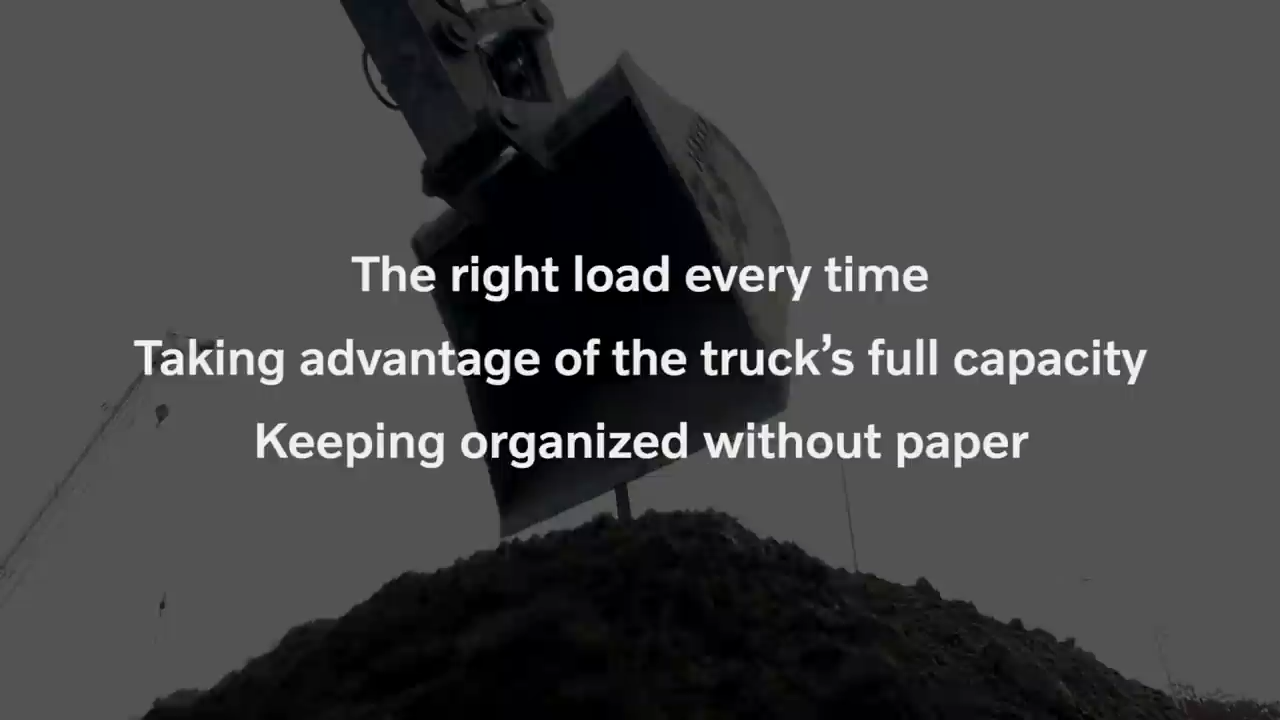 The right load every time
Taking advantage of the truck’s full capacity
Keeping organized without paper